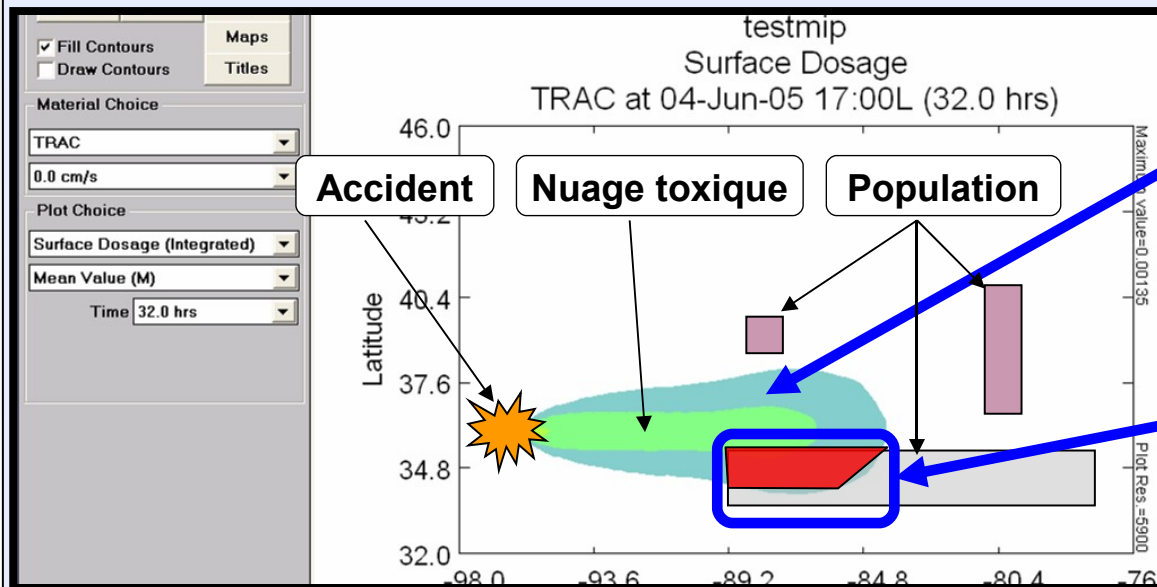 Fill Contours
Draw Contours
Maps
Titles
Material Choice
TRAC
0.0 cm/s
Plot Choice
Surface Dosage (Integrated)
Mean Value (M)
Time 32.0 hrs
testmip
Surface Dosage
TRAC at 04-Jun-05 17:00L (32.0 hrs)
Accident
Nuage toxique
Population
Latitude
46.0
40.4
37.6
34.8
32.0
-98.0
-93.6
-89.2
-84.8
-80.4
-76
Maximum value=0.00135
Plot Res.=5900